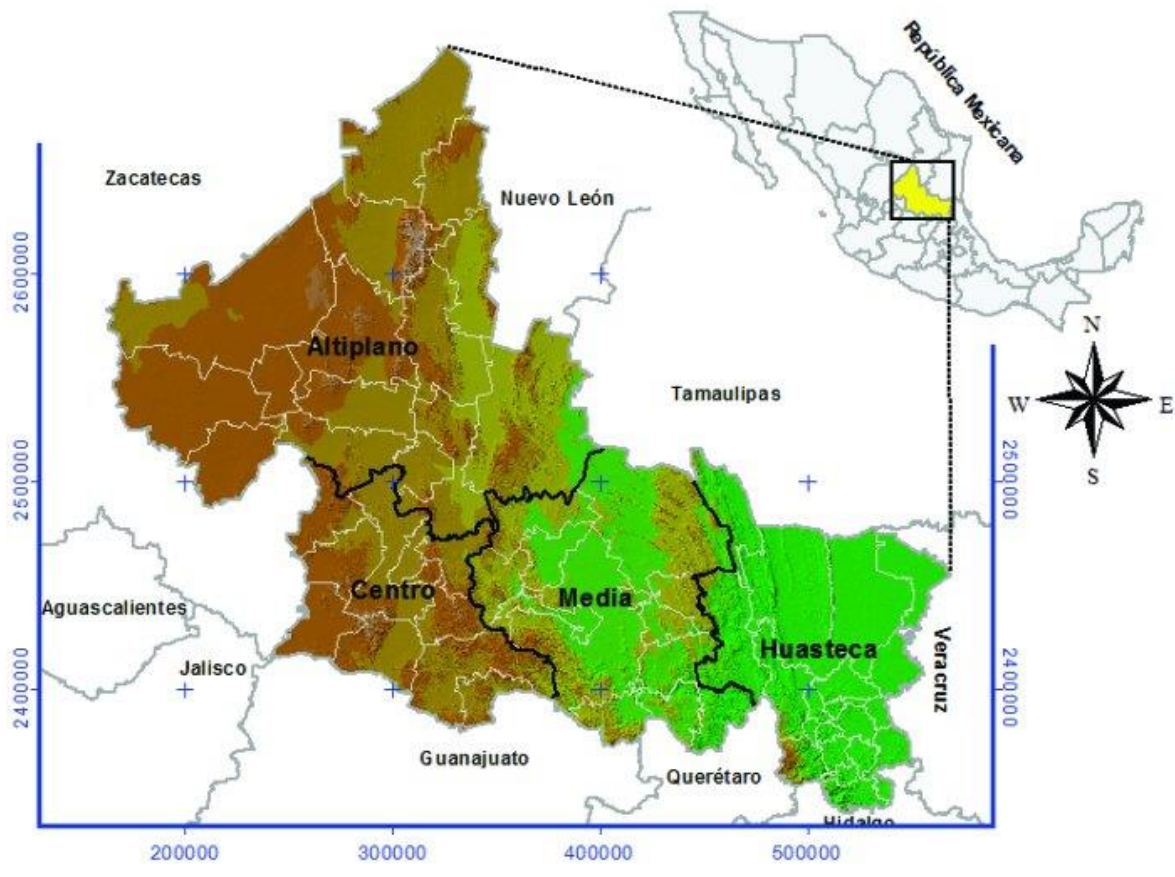 República Mexicana
Zacatecas
Nuevo León
2600000
Altiplano
N
W
E
S
Tamaulipas
2500000
2500000
Centro
Media
Aguascalientes
Huasteca
Jalisco
Veracruz
2400000
2400000
Guanajuato
Querétaro
Hidalgo
200000
300000
400000
500000